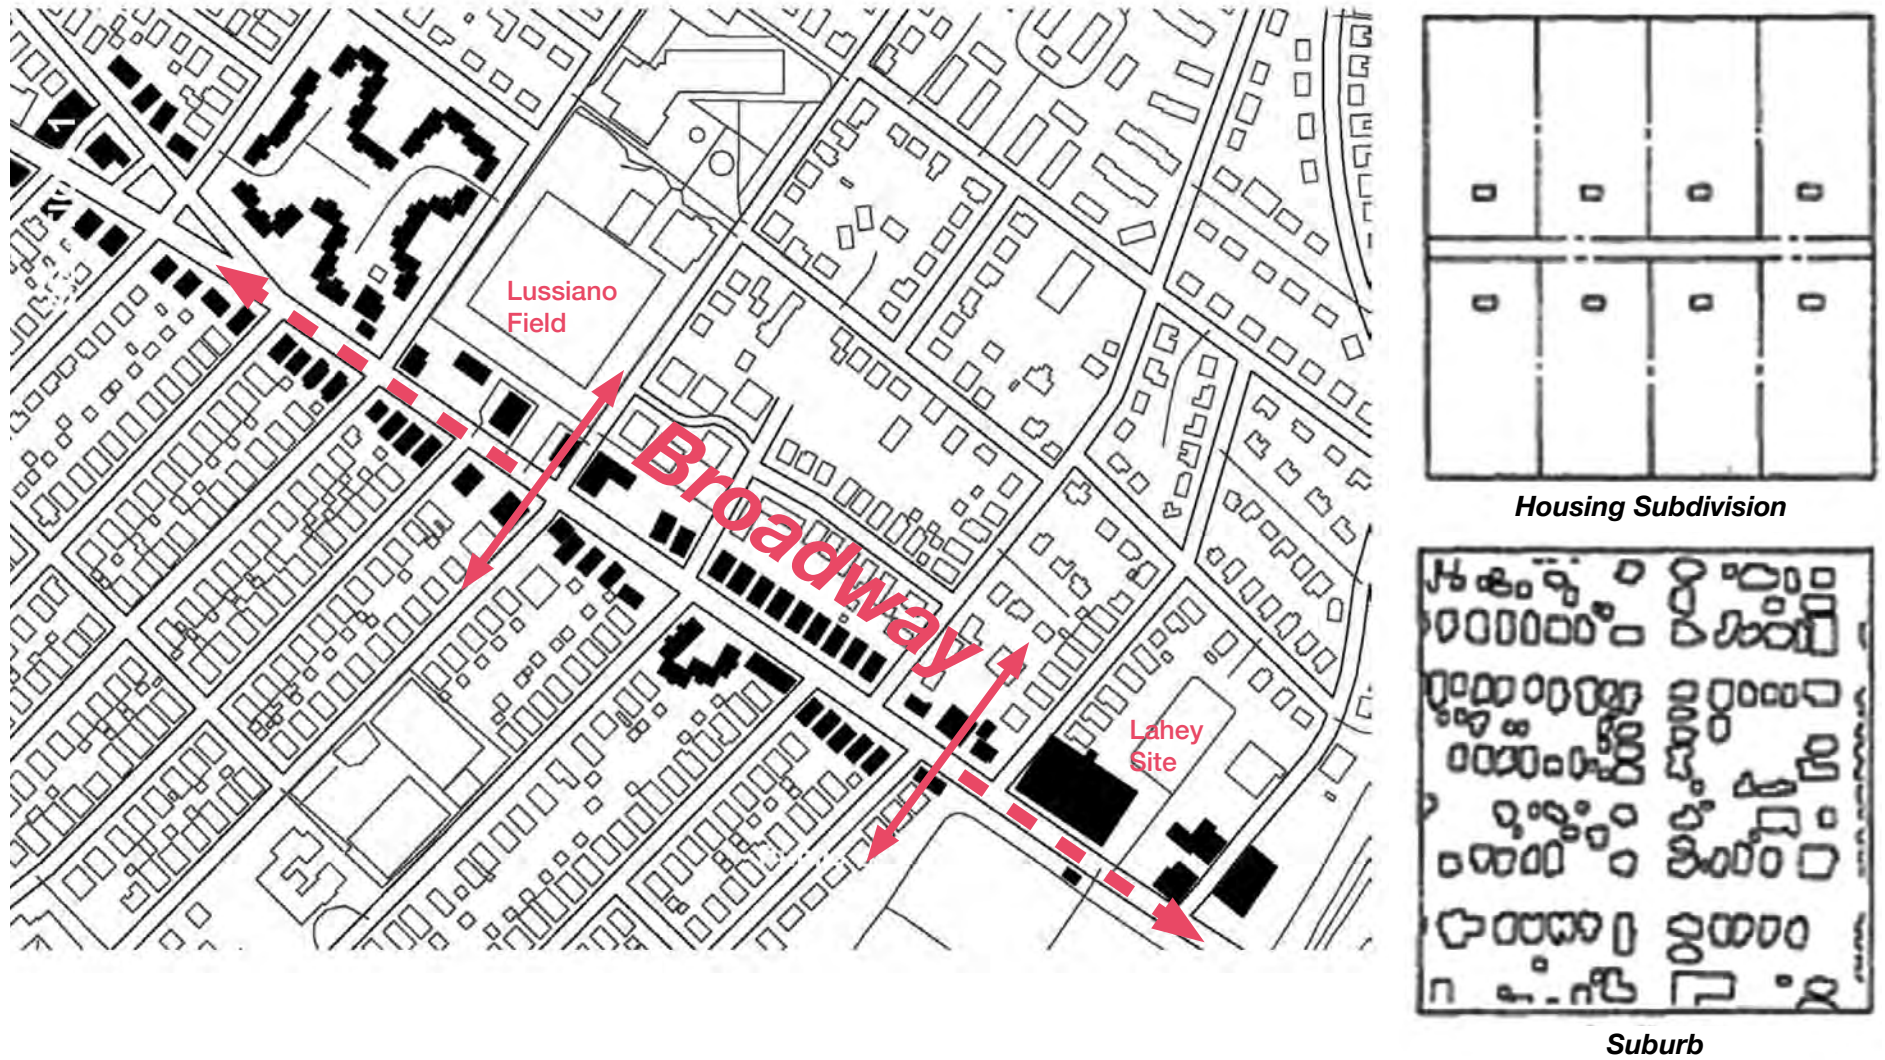 Lussiano
Field
Broadway
Lahey
Site
Housing Subdivision
Suburb